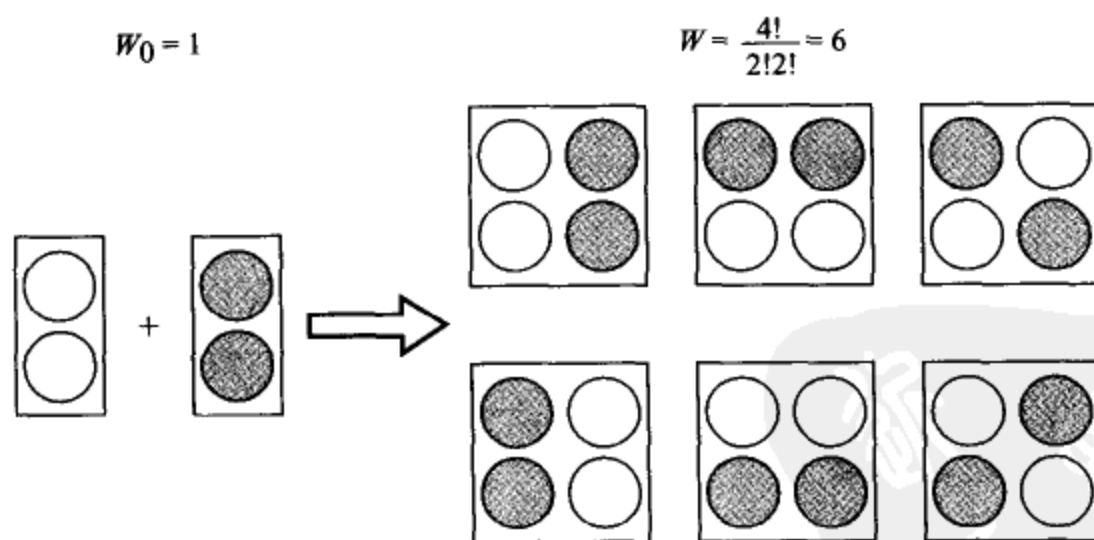 W₀ = 1
W = 4!/2!2! = 6
+